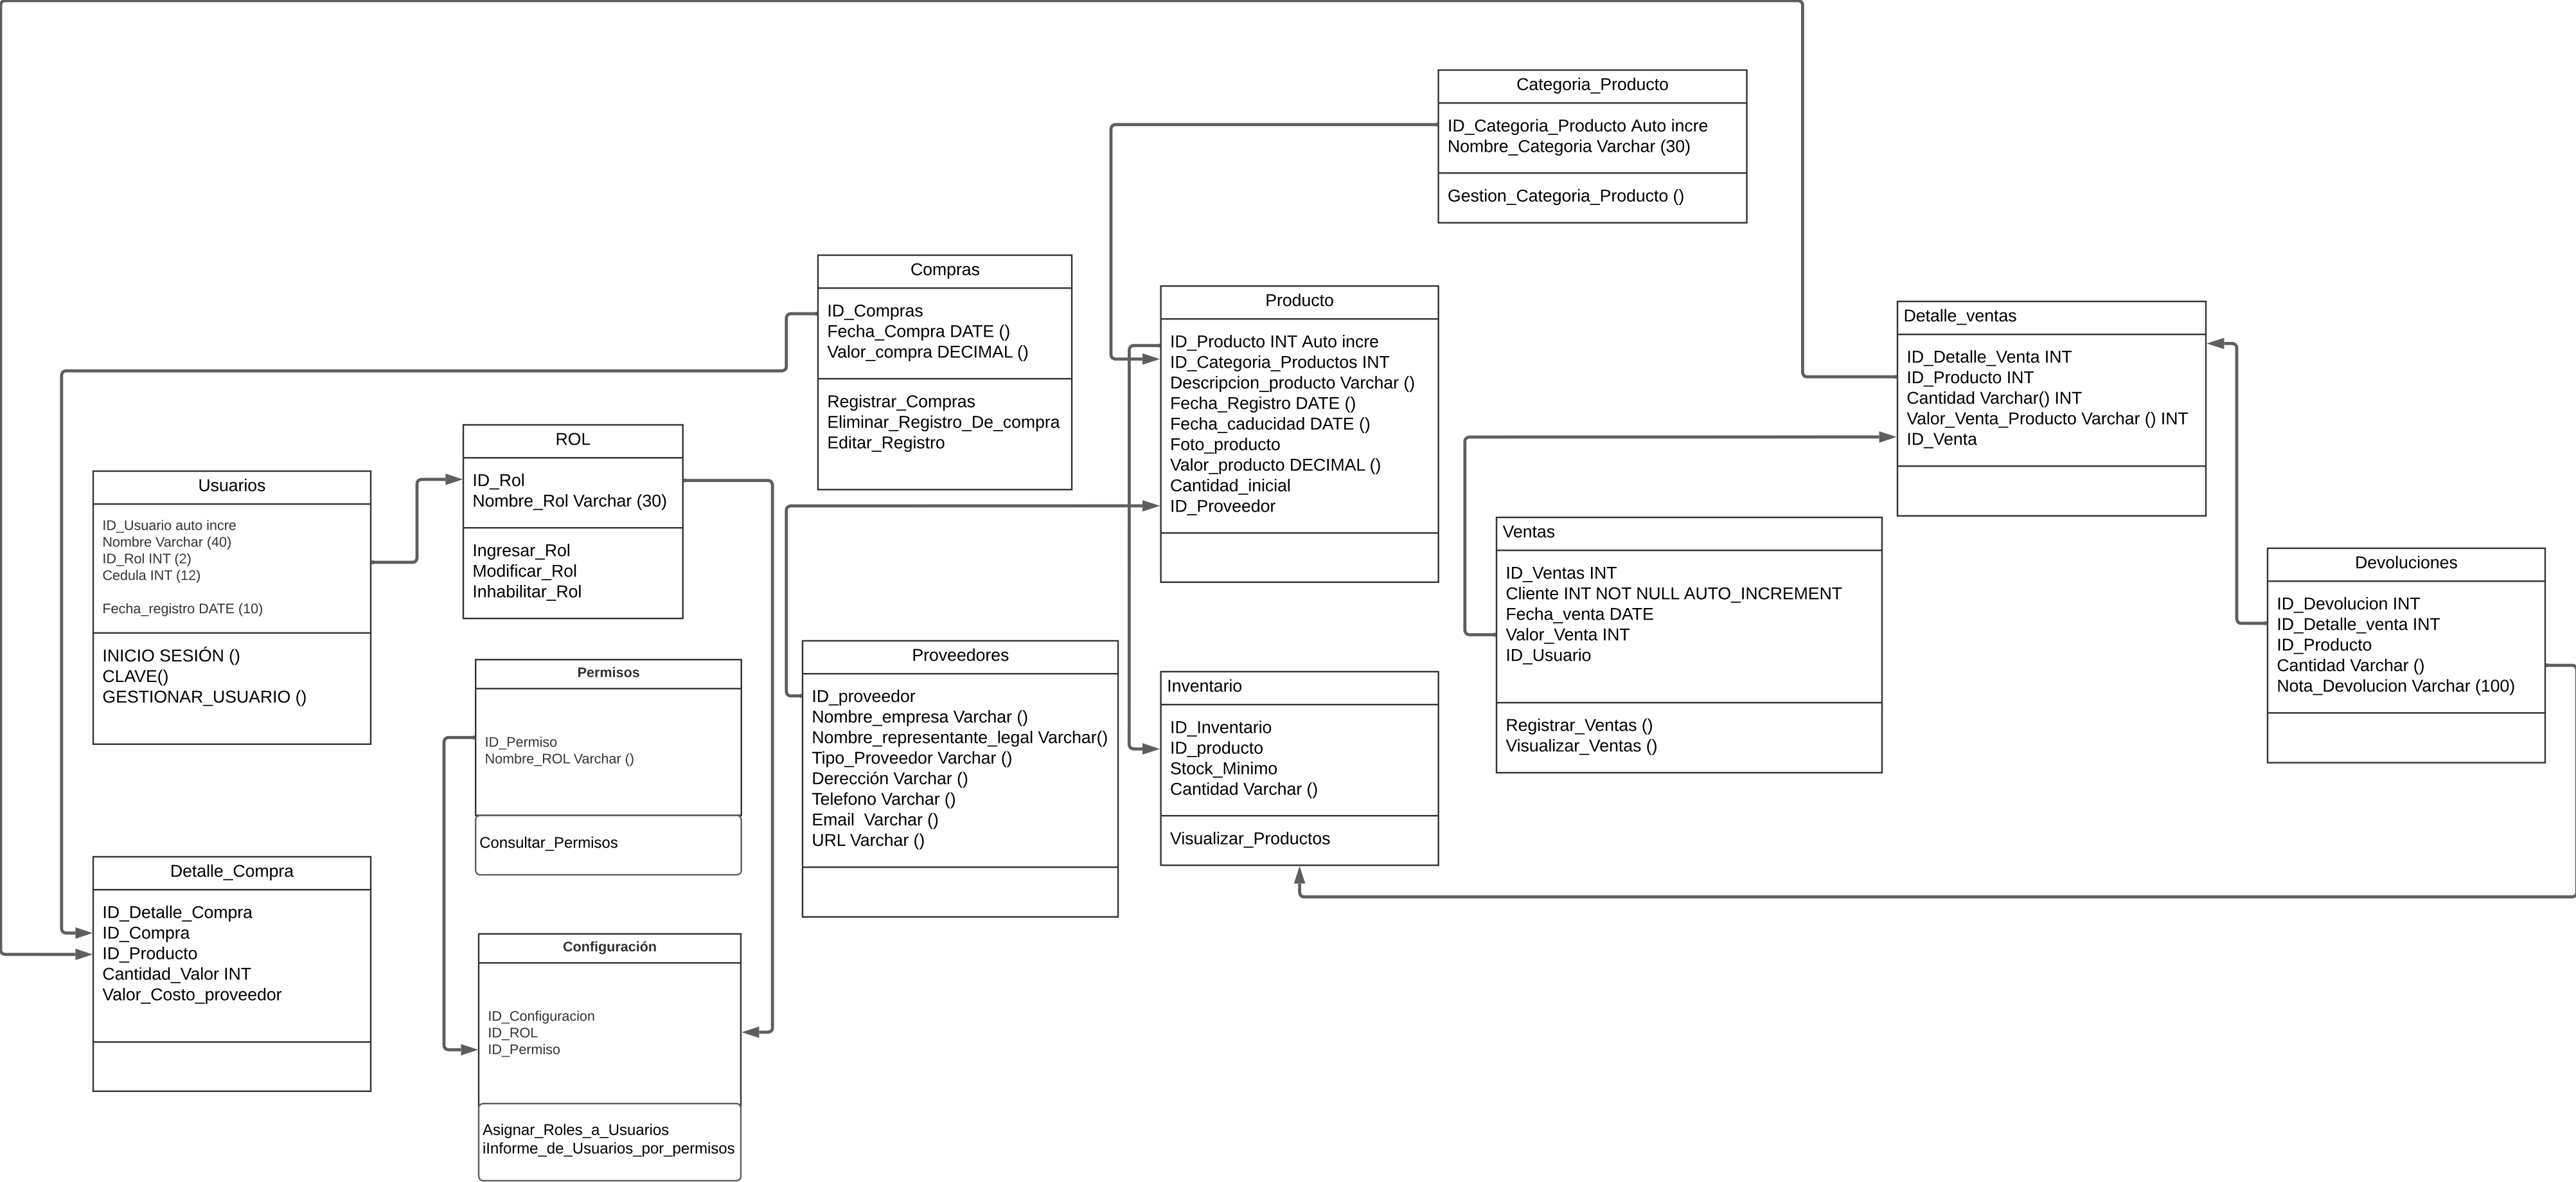 Categoria_Producto
ID_Categoria_Producto Auto incre
Nombre_Categoria Varchar (30)
Gestion_Categoria_Producto ()
Compras
ID_Compras
Fecha_Compra DATE ()
Valor_compra DECIMAL ()
Registrar_Compras
Eliminar_Registro_De_compra
Editar_Registro
Producto
ID_Producto INT Auto incre
ID_Categoria_Productos INT
Descripcion_producto Varchar ()
Fecha_Registro DATE ()
Fecha_caducidad DATE ()
Foto_producto
Valor_producto DECIMAL ()
Cantidad_inicial
ID_Proveedor
Detalle_ventas
ID_Detalle_Venta INT
ID_Producto INT
Cantidad Varchar() INT
Valor_Venta_Producto Varchar () INT
ID_Venta
ROL
ID_Rol
Nombre_Rol Varchar (30)
Ingresar_Rol
Modificar_Rol
Inhabilitar_Rol
Usuarios
ID_Usuario auto incre
Nombre Varchar (40)
ID_Rol INT (2)
Cedula INT (12)
Fecha_registro DATE (10)
INICIO SESIÓN ()
CLAVE()
GESTIONAR_USUARIO ()
Ventas
ID_Ventas INT
Cliente INT NOT NULL AUTO_INCREMENT
Fecha_venta DATE
Valor_Venta INT
ID_Usuario
Registrar_Ventas ()
Visualizar_Ventas ()
Devoluciones
ID_Devolucion INT
ID_Detalle_venta INT
ID_Producto
Cantidad Varchar ()
Nota_Devolucion Varchar (100)
Permisos
ID_Permiso
Nombre_ROL Varchar ()
Consultar_Permisos
Proveedores
ID_proveedor
Nombre_empresa Varchar ()
Nombre_representante_legal Varchar()
Tipo_Proveedor Varchar ()
Derección Varchar ()
Telefono Varchar ()
Email  Varchar ()
URL Varchar ()
Inventario
ID_Inventario
ID_producto
Stock_Minimo
Cantidad Varchar ()
Visualizar_Productos
Detalle_Compra
ID_Detalle_Compra
ID_Compra
ID_Producto
Cantidad_Valor INT
Valor_Costo_proveedor
Configuración
ID_Configuracion
ID_ROL
ID_Permiso
Asignar_Roles_a_Usuarios
iInforme_de_Usuarios_por_permisos